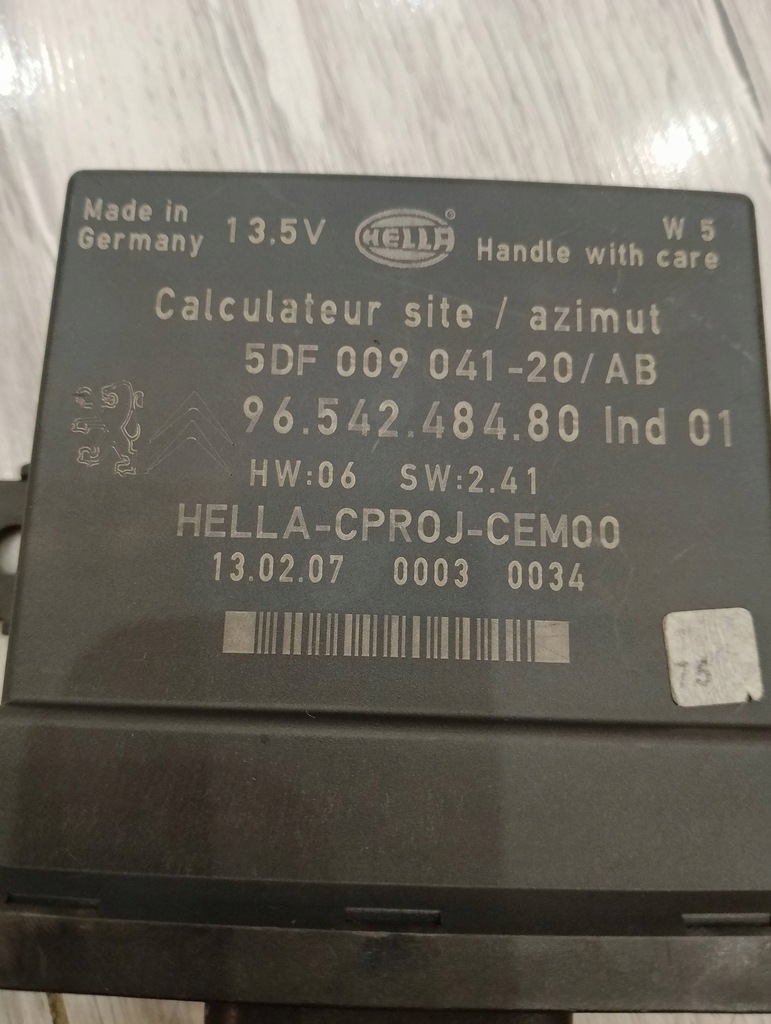 Made in Germany 13,5V HELLA® W 5
Handle with care
Calculateur site / azimut
5DF 009 041-20/AB
96.542.484.80 Ind 01
HW:06 SW:2.41
HELLA-CPROJ-CEM00
13.02.07 0003 0034